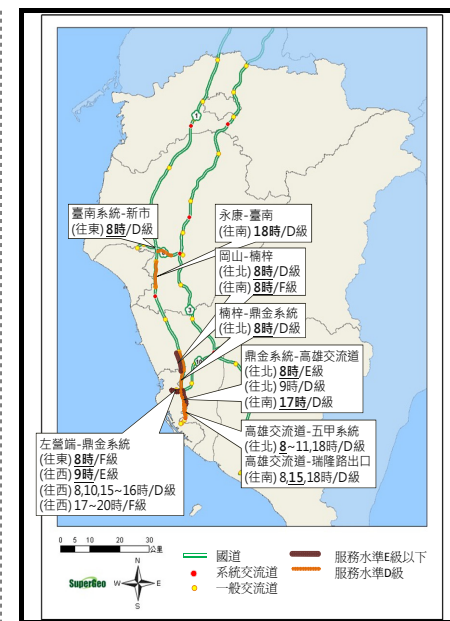 1
臺南系統-新市
(往東) 8時/D級
永康-臺南
(往南) 18時/D級
岡山-楠梓
(往北) 8時/D級
(往南) 8時/F級
3
楠梓-鼎金系統
(往北) 8時/D級
鼎金系統-高雄交流道
(往北) 8時/E級
(往北) 9時/D級
(往南) 17時/D級
左營端-鼎金系統
(往東) 8時/F級
(往西) 9時/E級
(往西) 8,10,15~16時/D級
(往西) 17~20時/F級
高雄交流道-五甲系統
(往北) 8~11,18時/D級
高雄交流道-瑞隆路出口
(往南) 8,15,18時/D級
0 5 10 20 30
公里
國道
系統交流道
一般交流道
服務水準E級以下
服務水準D級
SuperGeo
N
W
E
S